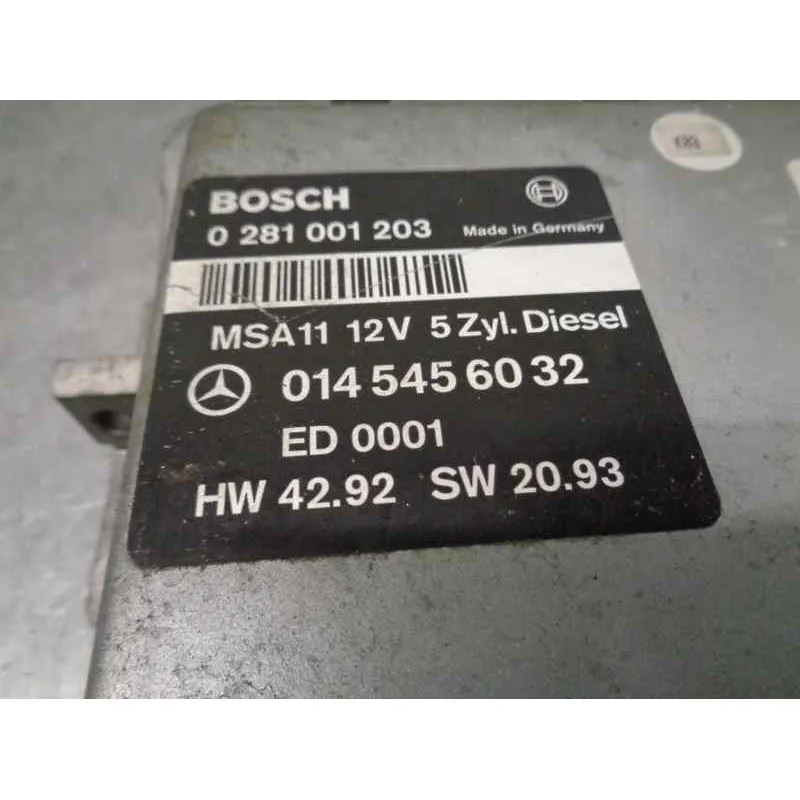 BOSCH
0 281 001 203 Made in Germany
MSA11 12V 5 Zyl. Diesel
014 545 60 32
ED 0001
HW 42.92 SW 20.93